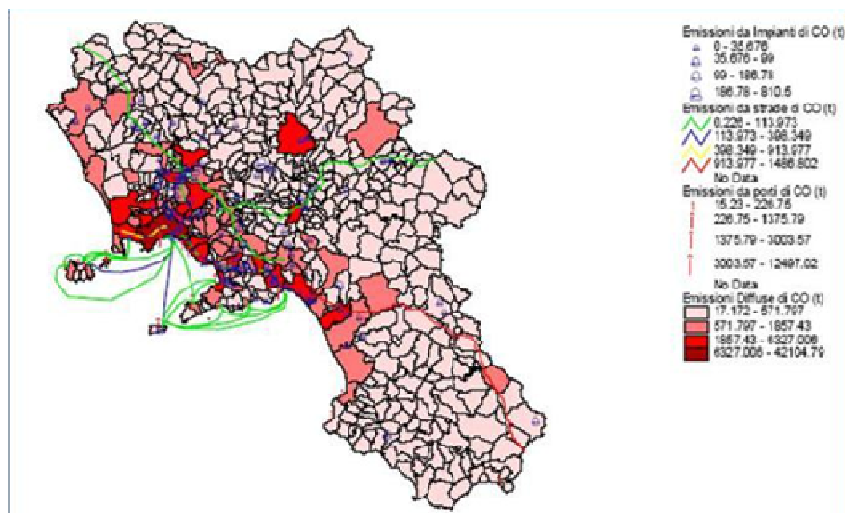 Emissioni da Impianti di CO (t)
0 - 35.676
35.676 - 99
99 - 186.78
186.78 - 810.5
Emissioni da strade di CO (t)
0.226 - 113.973
113.973 - 398.349
398.349 - 913.977
913.977 - 1486.802
No Data
Emissioni da porti di CO (t)
15.23 - 226.75
226.75 - 1375.79
1375.79 - 3003.57
3003.57 - 12497.02
No Data
Emissioni Diffuse di CO (t)
17.172 - 571.797
571.797 - 1857.43
1857.43 - 6327.006
6327.006 - 42104.79